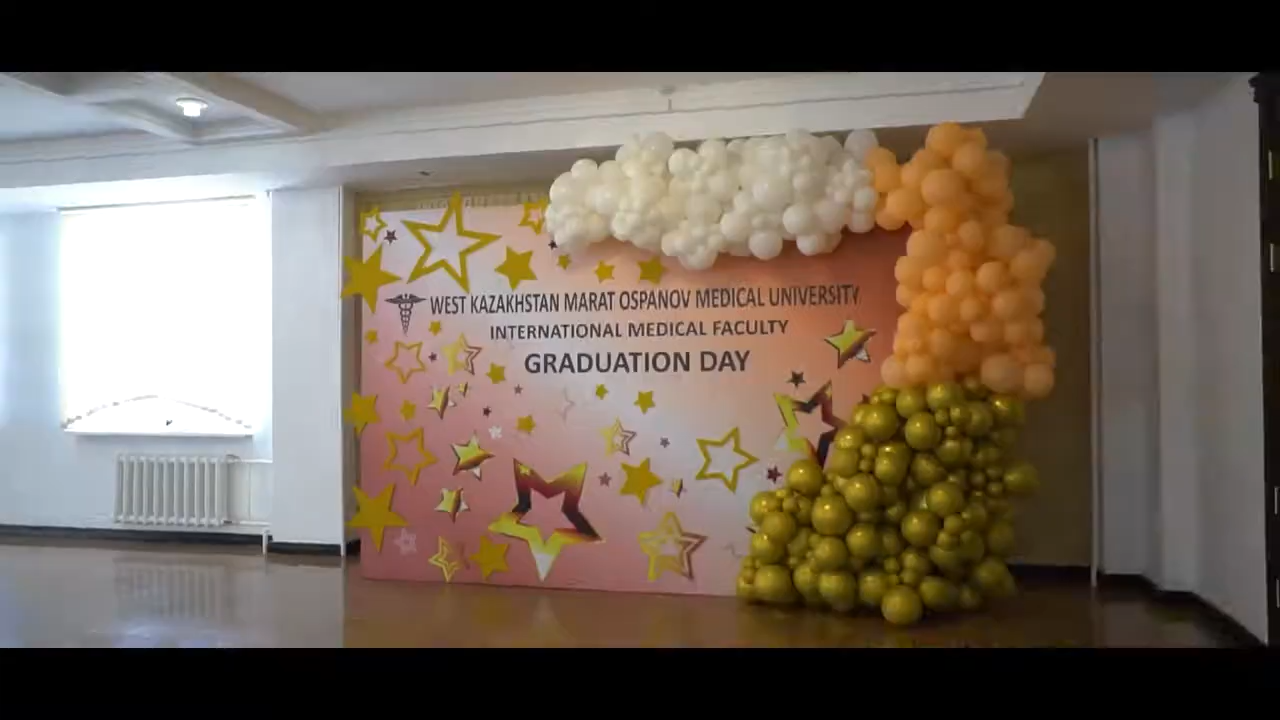 WEST KAZAKHSTAN MARAT OSPANOV MEDICAL UNIVERSITY
INTERNATIONAL MEDICAL FACULTY
GRADUATION DAY